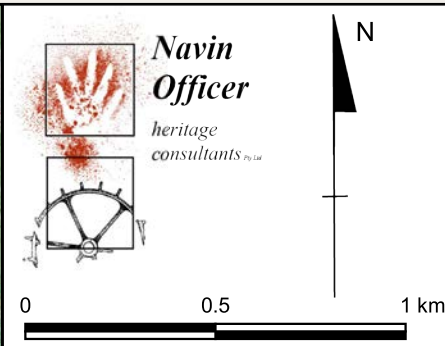 Navin
Officer
heritage
consultants Pty Ltd
N
0 0.5 1 km